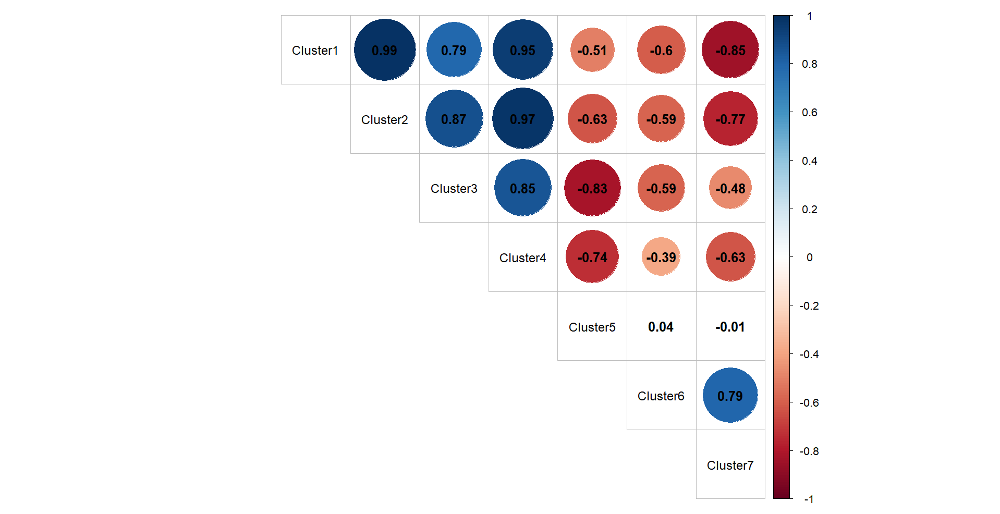 Cluster1 0.99 0.79 0.95 -0.51 -0.6 -0.85
Cluster2 0.87 0.97 -0.63 -0.59 -0.77
Cluster3 0.85 -0.83 -0.59 -0.48
Cluster4 -0.74 -0.39 -0.63
Cluster5 0.04 -0.01
Cluster6 0.79
Cluster7
1
0.8
0.6
0.4
0.2
0
-0.2
-0.4
-0.6
-0.8
-1